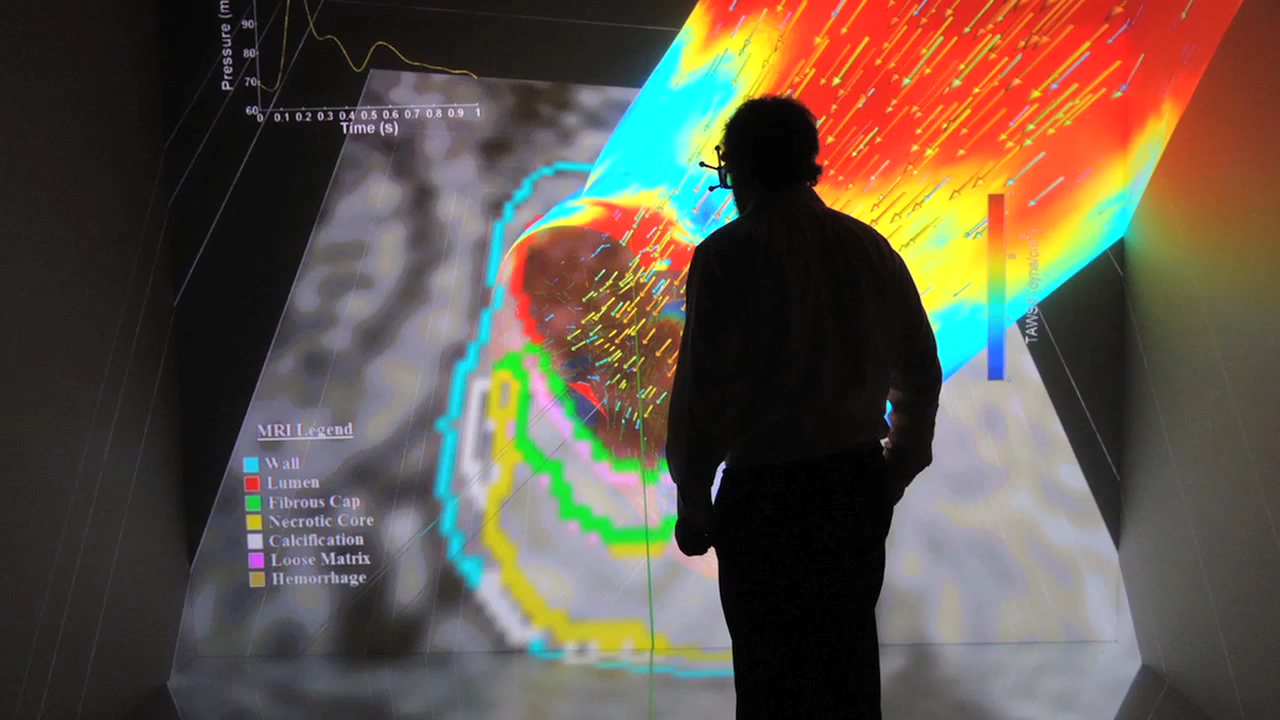 Pressure (m
90
80
70
60
0 0.1 0.2 0.3 0.4 0.5 0.6 0.7 0.8 0.9 1
Time (s)
MRI Legend
Wall
Lumen
Fibrous Cap
Necrotic Core
Calcification
Loose Matrix
Hemorrhage